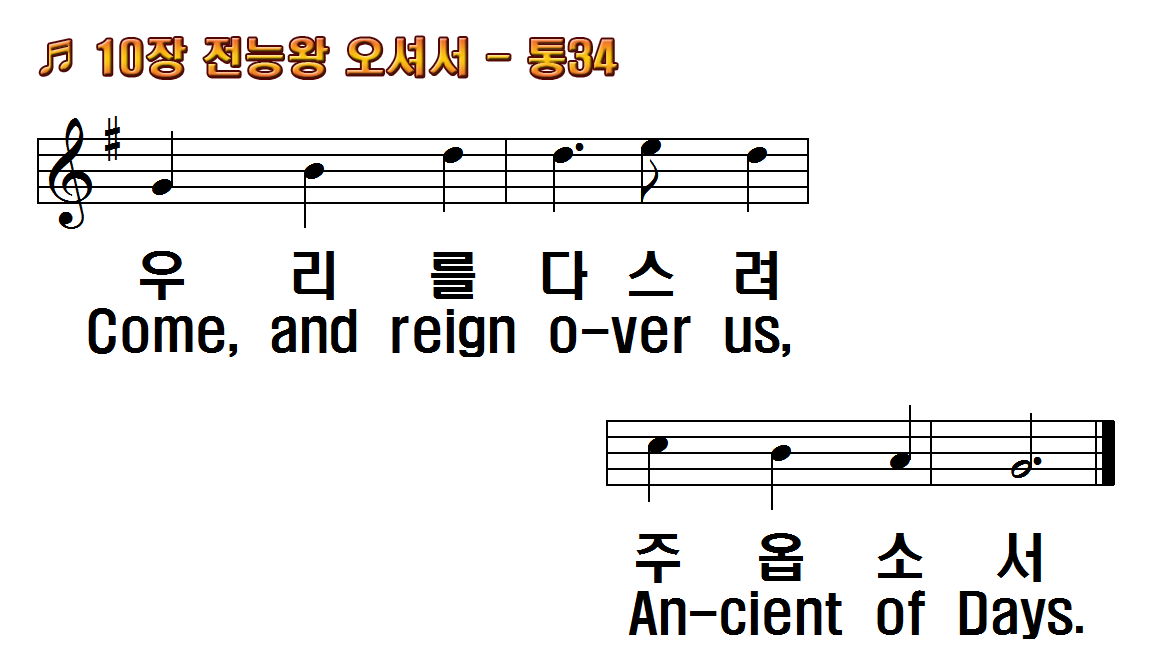 ♬ 10장 전능왕 오셔서 - 통34
우 리 를 다 스 려
Come, and reign o-ver us,
주 옵 소 서
An-cient of Days.